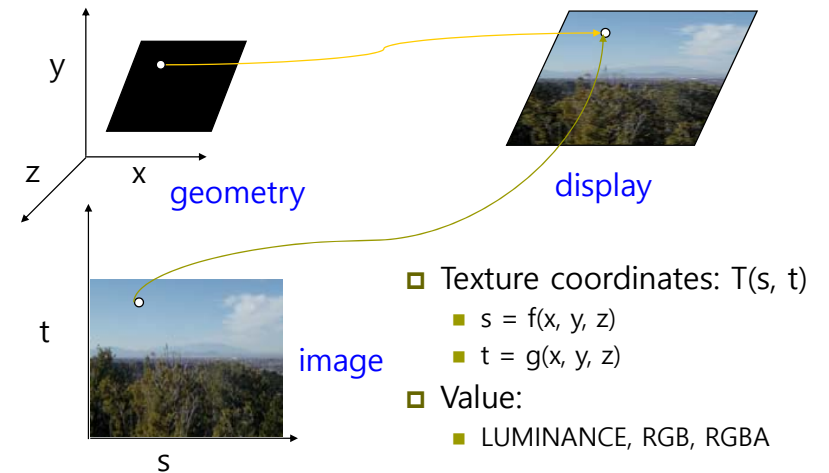 y
z
x
geometry
display
t
image
s
Texture coordinates: T(s, t)
s = f(x, y, z)
t = g(x, y, z)
Value:
LUMINANCE, RGB, RGBA